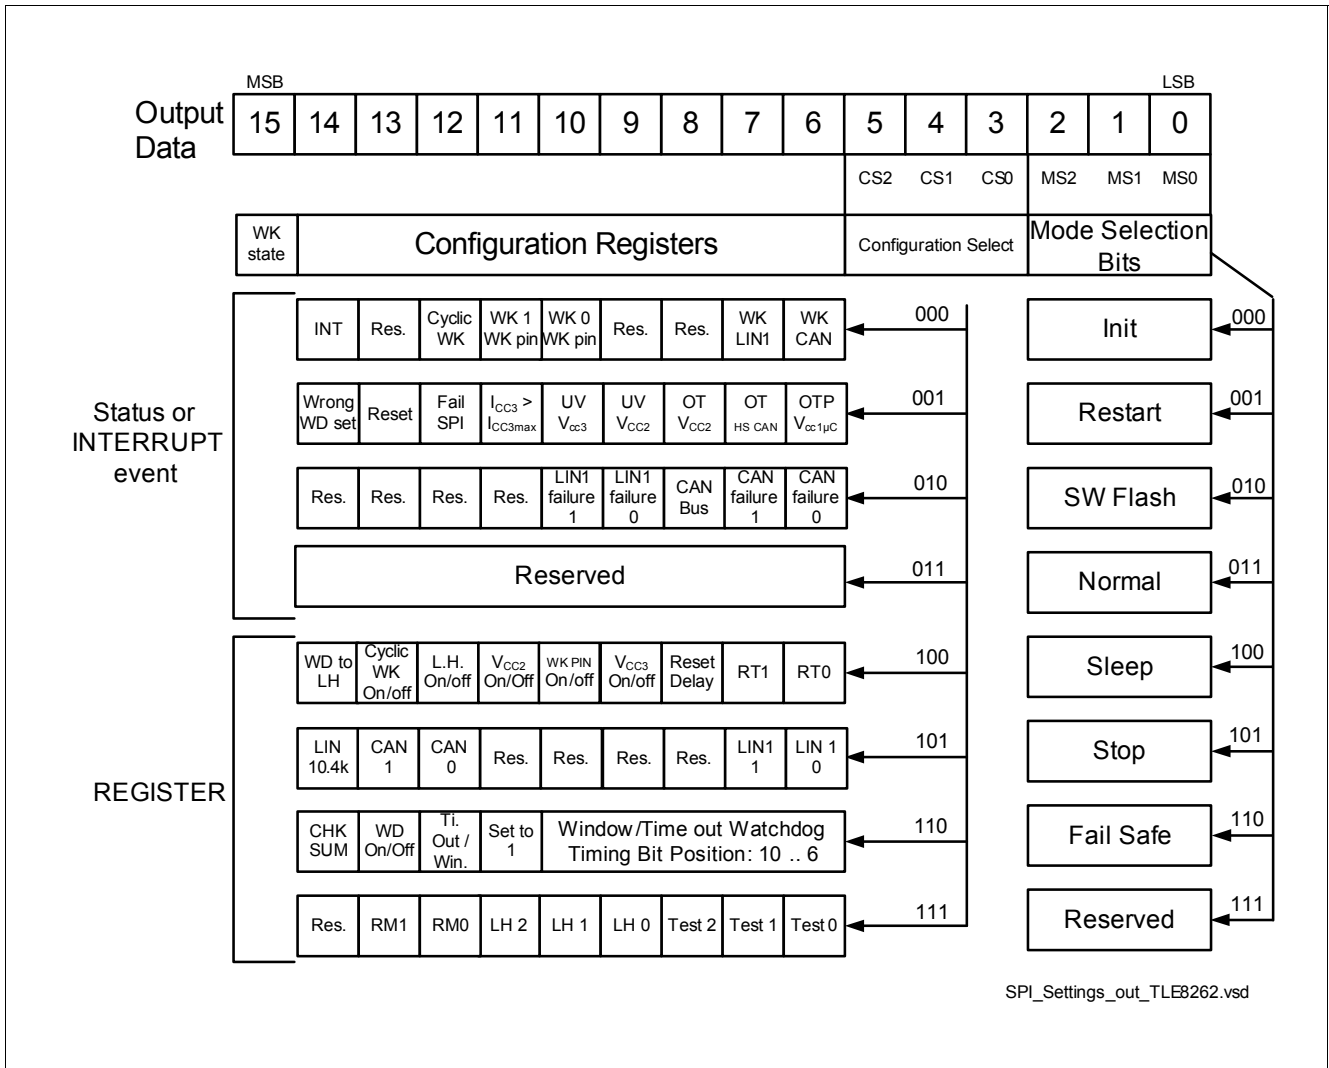 MSB LSB
Output Data 15 14 13 12 11 10 9 8 7 6 5 4 3 2 1 0
CS2 CS1 CS0 MS2 MS1 MS0
WK state Configuration Registers Configuration Select Mode Selection Bits
Status or INTERRUPT event
INT Res. Cyclic WK WK 1 WK pin WK 0 WK pin Res. Res. WK LIN1 WK CAN 000 Init 000
Wrong WD set Reset Fail SPI ICC3 > ICC3max UV Vcc3 UV VCC2 OT VCC2 OT HS CAN OTP Vcc1µC 001 Restart 001
Res. Res. Res. Res. LIN1 failure 1 LIN1 failure 0 CAN Bus CAN failure 1 CAN failure 0 010 SW Flash 010
Reserved 011 Normal 011
REGISTER
WD to LH Cyclic WK On/off L.H. On/off VCC2 On/Off WK PIN On/off VCC3 On/off Reset Delay RT1 RT0 100 Sleep 100
LIN 10.4k CAN 1 CAN 0 Res. Res. Res. Res. LIN1 1 LIN 1 0 101 Stop 101
CHK SUM WD On/Off Ti. Out / Win. Set to 1 Window/Time out Watchdog Timing Bit Position: 10 .. 6 110 Fail Safe 110
Res. RM1 RM0 LH 2 LH 1 LH 0 Test 2 Test 1 Test 0 111 Reserved 111
SPI_Settings_out_TLE8262.vsd